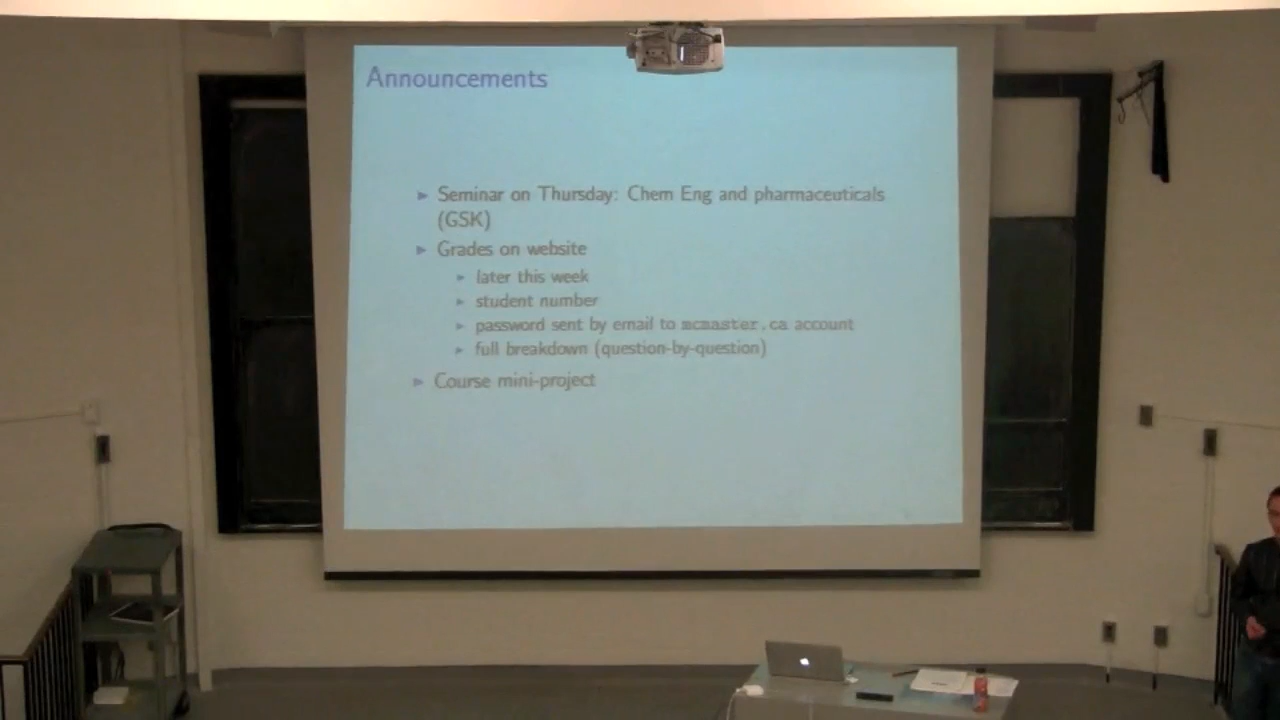 Announcements
▶ Seminar on Thursday: Chem Eng and pharmaceuticals
(GSK)
▶ Grades on website
▶ later this week
▶ student number
▶ password sent by email to mcmaster.ca account
▶ full breakdown (question-by-question)
▶ Course mini-project